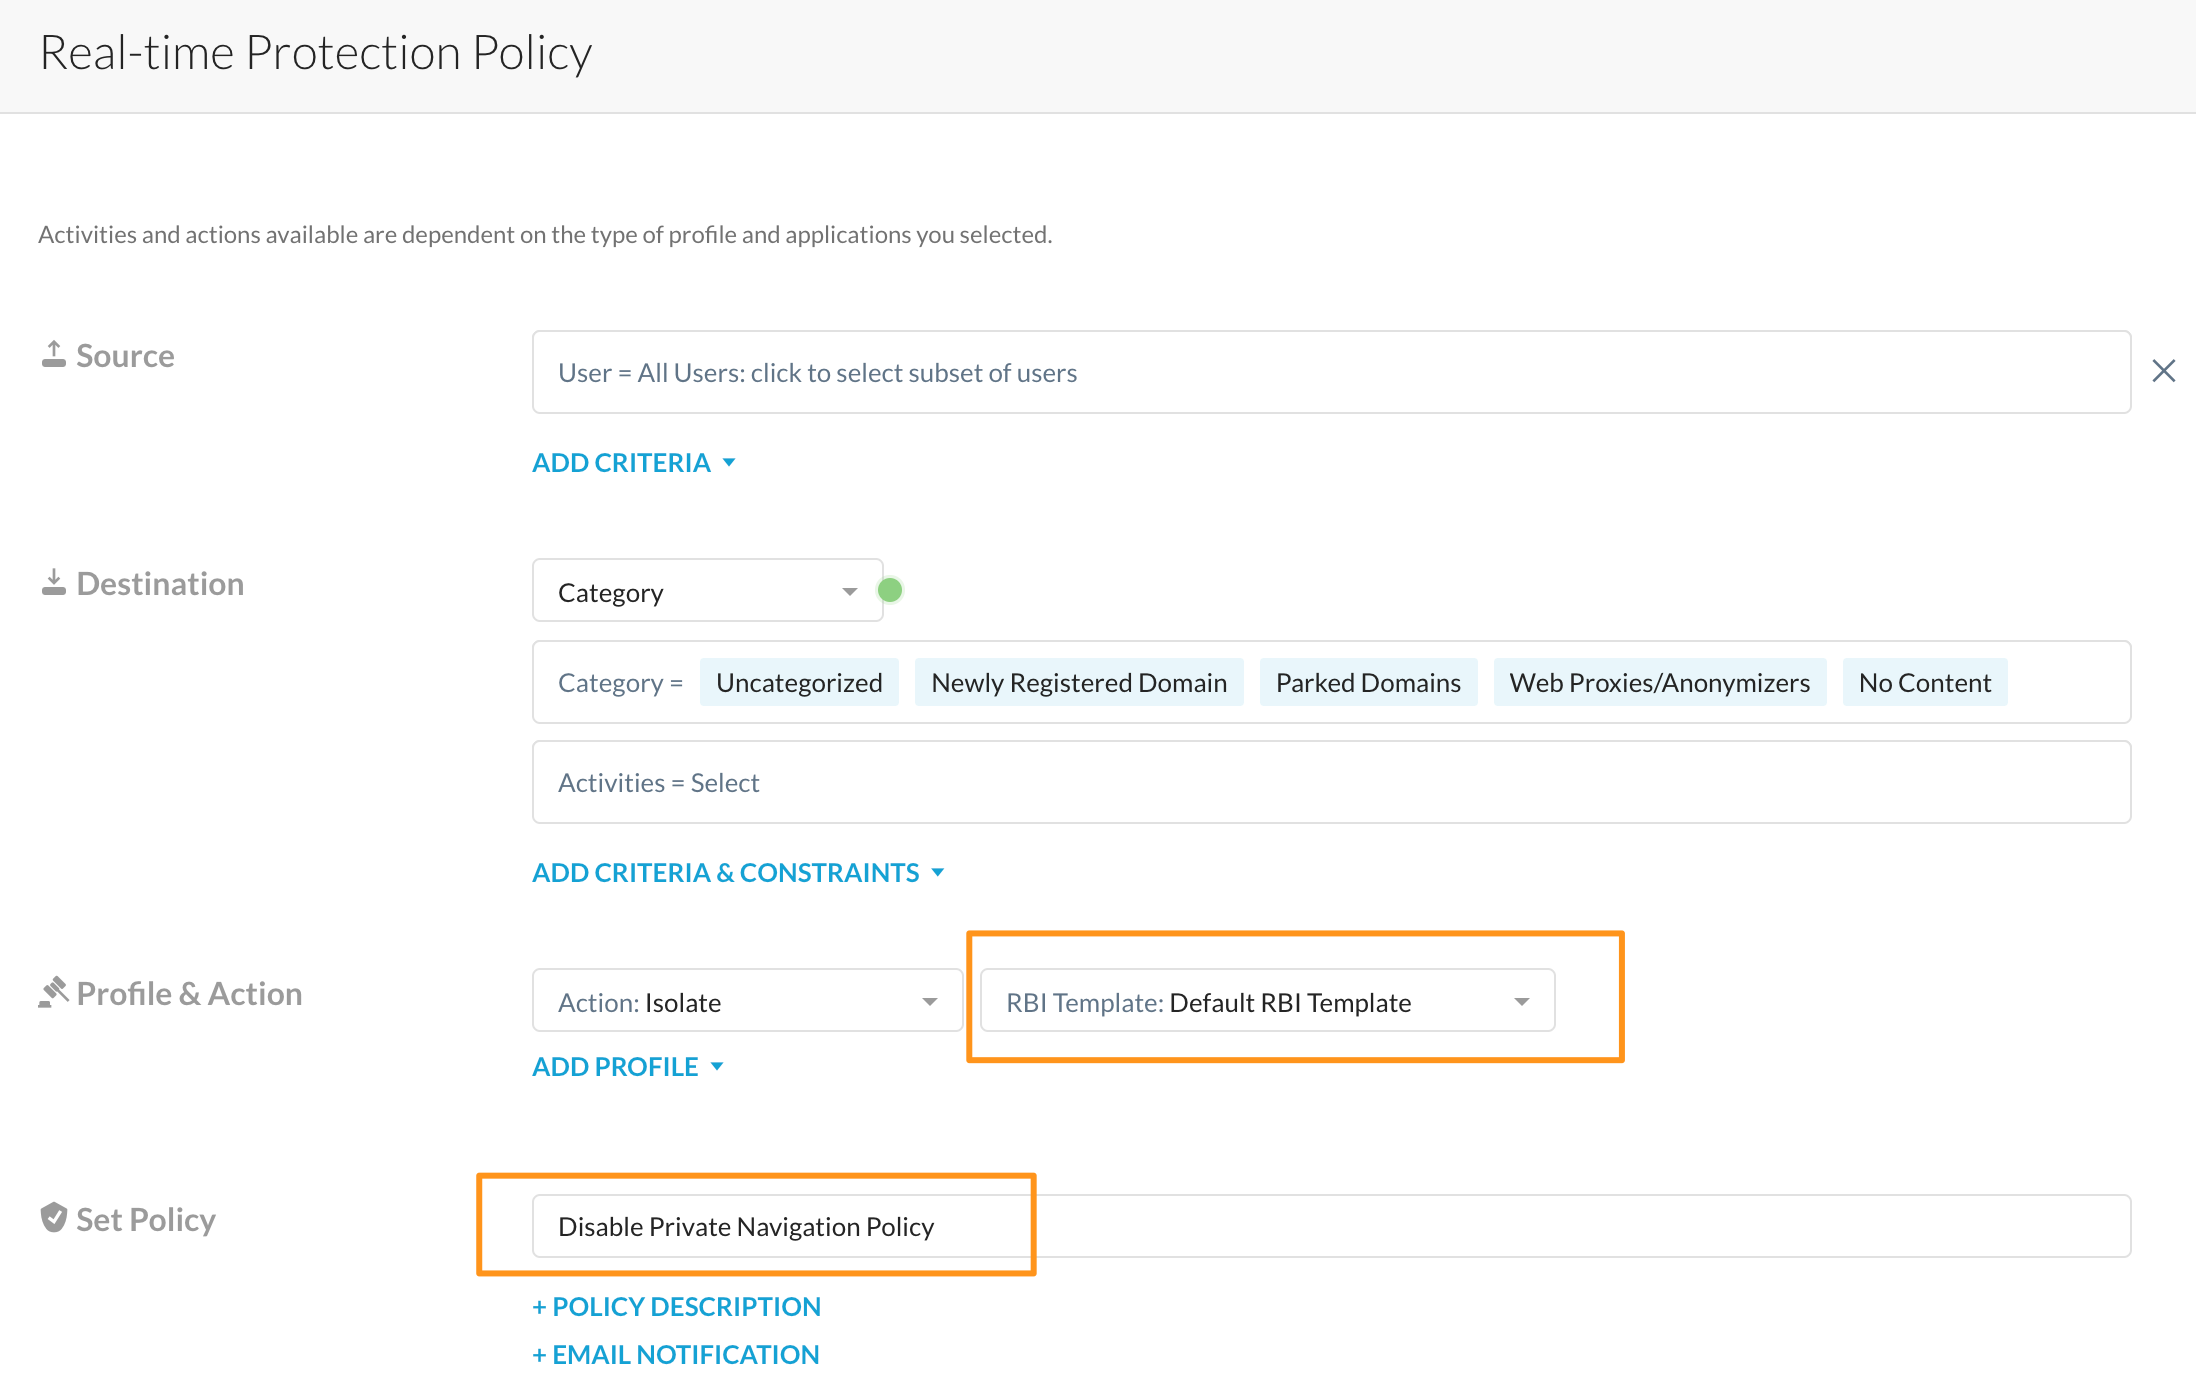 Real-time Protection Policy
Activities and actions available are dependent on the type of profile and applications you selected.
Source
User = All Users: click to select subset of users
ADD CRITERIA
Destination
Category
Category = Uncategorized Newly Registered Domain Parked Domains Web Proxies/Anonymizers No Content
Activities = Select
ADD CRITERIA & CONSTRAINTS
Profile & Action
Action: Isolate
RBI Template: Default RBI Template
ADD PROFILE
Set Policy
Disable Private Navigation Policy
+ POLICY DESCRIPTION
+ EMAIL NOTIFICATION